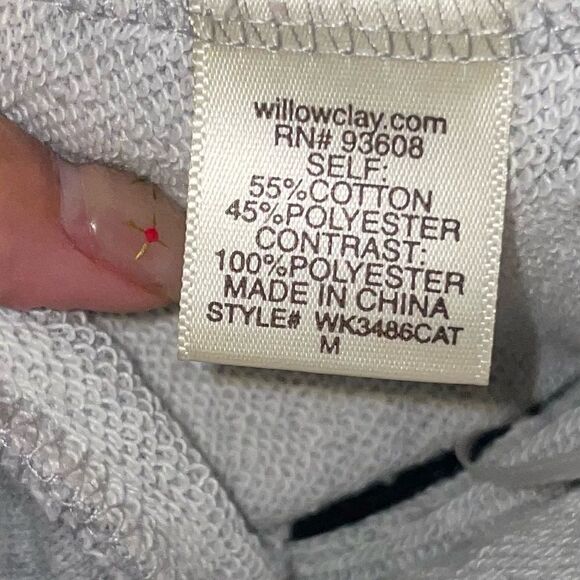 willowclay.com
RN# 93608
SELF:
55%COTTON
45%POLYESTER
CONTRAST:
100%POLYESTER
MADE IN CHINA
STYLE# WK3486CAT
M